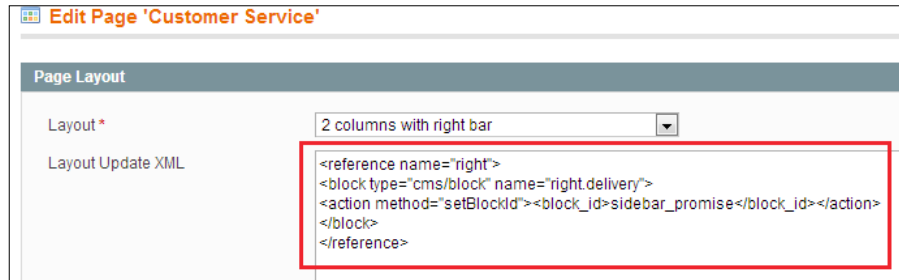 Edit Page 'Customer Service'
Page Layout
Layout *
2 columns with right bar
Layout Update XML
<reference name="right">
<block type="cms/block" name="right.delivery">
<action method="setBlockId"><block_id>sidebar_promise</block_id></action>
</block>
</reference>